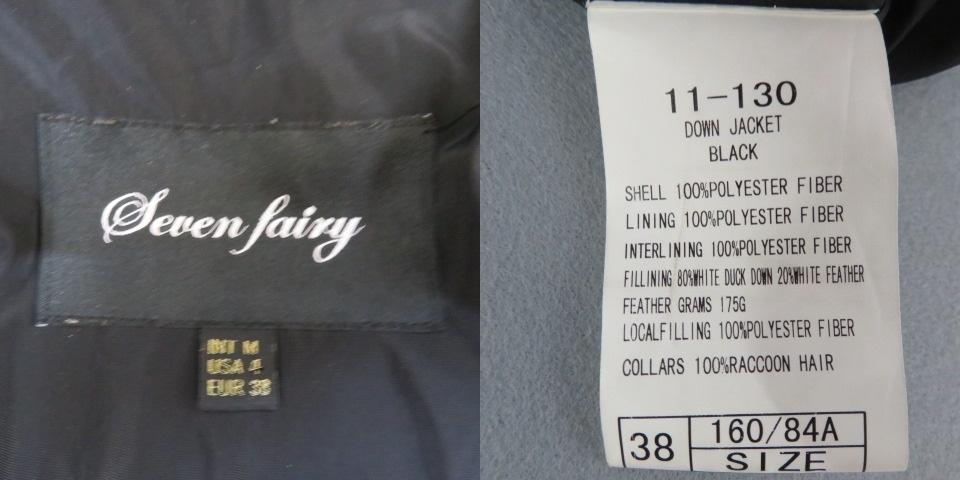 Seven fairy
INT M
USA 4
EUR 38
11-130
DOWN JACKET
BLACK
SHELL 100%POLYESTER FIBER
LINING 100%POLYESTER FIBER
INTERLINING 100%POLYESTER FIBER
FILLINING 80%WHITE DUCK DOWN 20%WHITE FEATHER
FEATHER GRAMS 175G
LOCALFILLING 100%POLYESTER FIBER
COLLARS 100%RACCOON HAIR
38 160/84A
SIZE